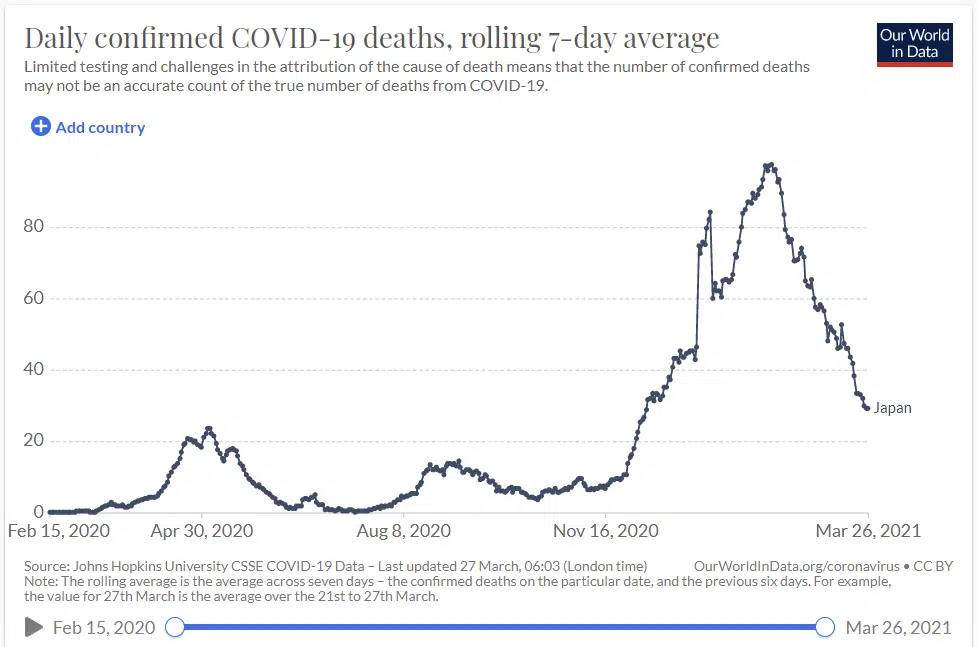 Daily confirmed COVID-19 deaths, rolling 7-day average
Our World
in Data
Limited testing and challenges in the attribution of the cause of death means that the number of confirmed deaths
may not be an accurate count of the true number of deaths from COVID-19.
Add country
80
60
40
20
0
Japan
Feb 15, 2020 Apr 30, 2020 Aug 8, 2020 Nov 16, 2020 Mar 26, 2021
Source: Johns Hopkins University CSSE COVID-19 Data – Last updated 27 March, 06:03 (London time) OurWorldInData.org/coronavirus • CC BY
Note: The rolling average is the average across seven days – the confirmed deaths on the particular date, and the previous six days. For example,
the value for 27th March is the average over the 21st to 27th March.
Feb 15, 2020 Mar 26, 2021